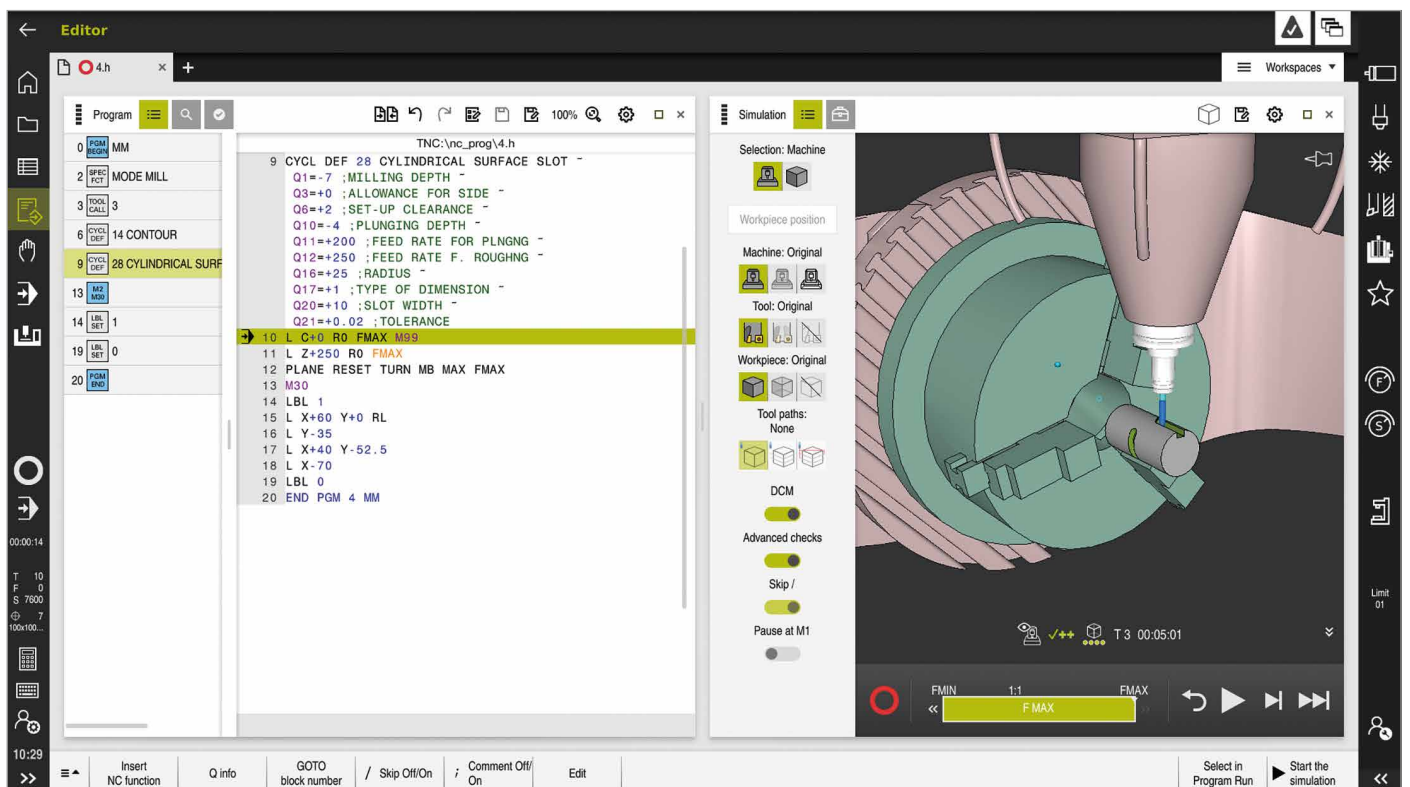 Editor
4.h
Workspaces
Program
100%
0 PGM BEGIN MM
2 SPEC FCT MODE MILL
3 TOOL CALL 3
6 CYCL DEF 14 CONTOUR
9 CYCL DEF 28 CYLINDRICAL SURF
13 M2 M30
14 LBL SET 1
19 LBL SET 0
20 PGM END
TNC:\nc_prog\4.h
9 CYCL DEF 28 CYLINDRICAL SURFACE SLOT ~
Q1=-7 ;MILLING DEPTH ~
Q3=+0 ;ALLOWANCE FOR SIDE ~
Q6=+2 ;SET-UP CLEARANCE ~
Q10=-4 ;PLUNGING DEPTH ~
Q11=+200 ;FEED RATE FOR PLNGNG ~
Q12=+250 ;FEED RATE F. ROUGHNG ~
Q16=+25 ;RADIUS ~
Q17=+1 ;TYPE OF DIMENSION ~
Q20=+10 ;SLOT WIDTH ~
Q21=+0.02 ;TOLERANCE
10 L C+0 R0 FMAX M99
11 L Z+250 R0 FMAX
12 PLANE RESET TURN MB MAX FMAX
13 M30
14 LBL 1
15 L X+60 Y+0 RL
16 L Y-35
17 L X+40 Y-52.5
18 L X-70
19 LBL 0
20 END PGM 4 MM
Simulation
Selection: Machine
Workpiece position
Machine: Original
Tool: Original
Workpiece: Original
Tool paths:
None
DCM
Advanced checks
Skip /
Pause at M1
T 3 00:05:01
FMIN 1:1 FMAX
F MAX
00:00:14
T 10
F 0
S 7600
7
100x100...
10:29
F
S
Limit
01
Insert
NC function
Q info
GOTO
block number
/ Skip Off/On
; Comment Off/
On
Edit
Select in
Program Run
Start the
simulation